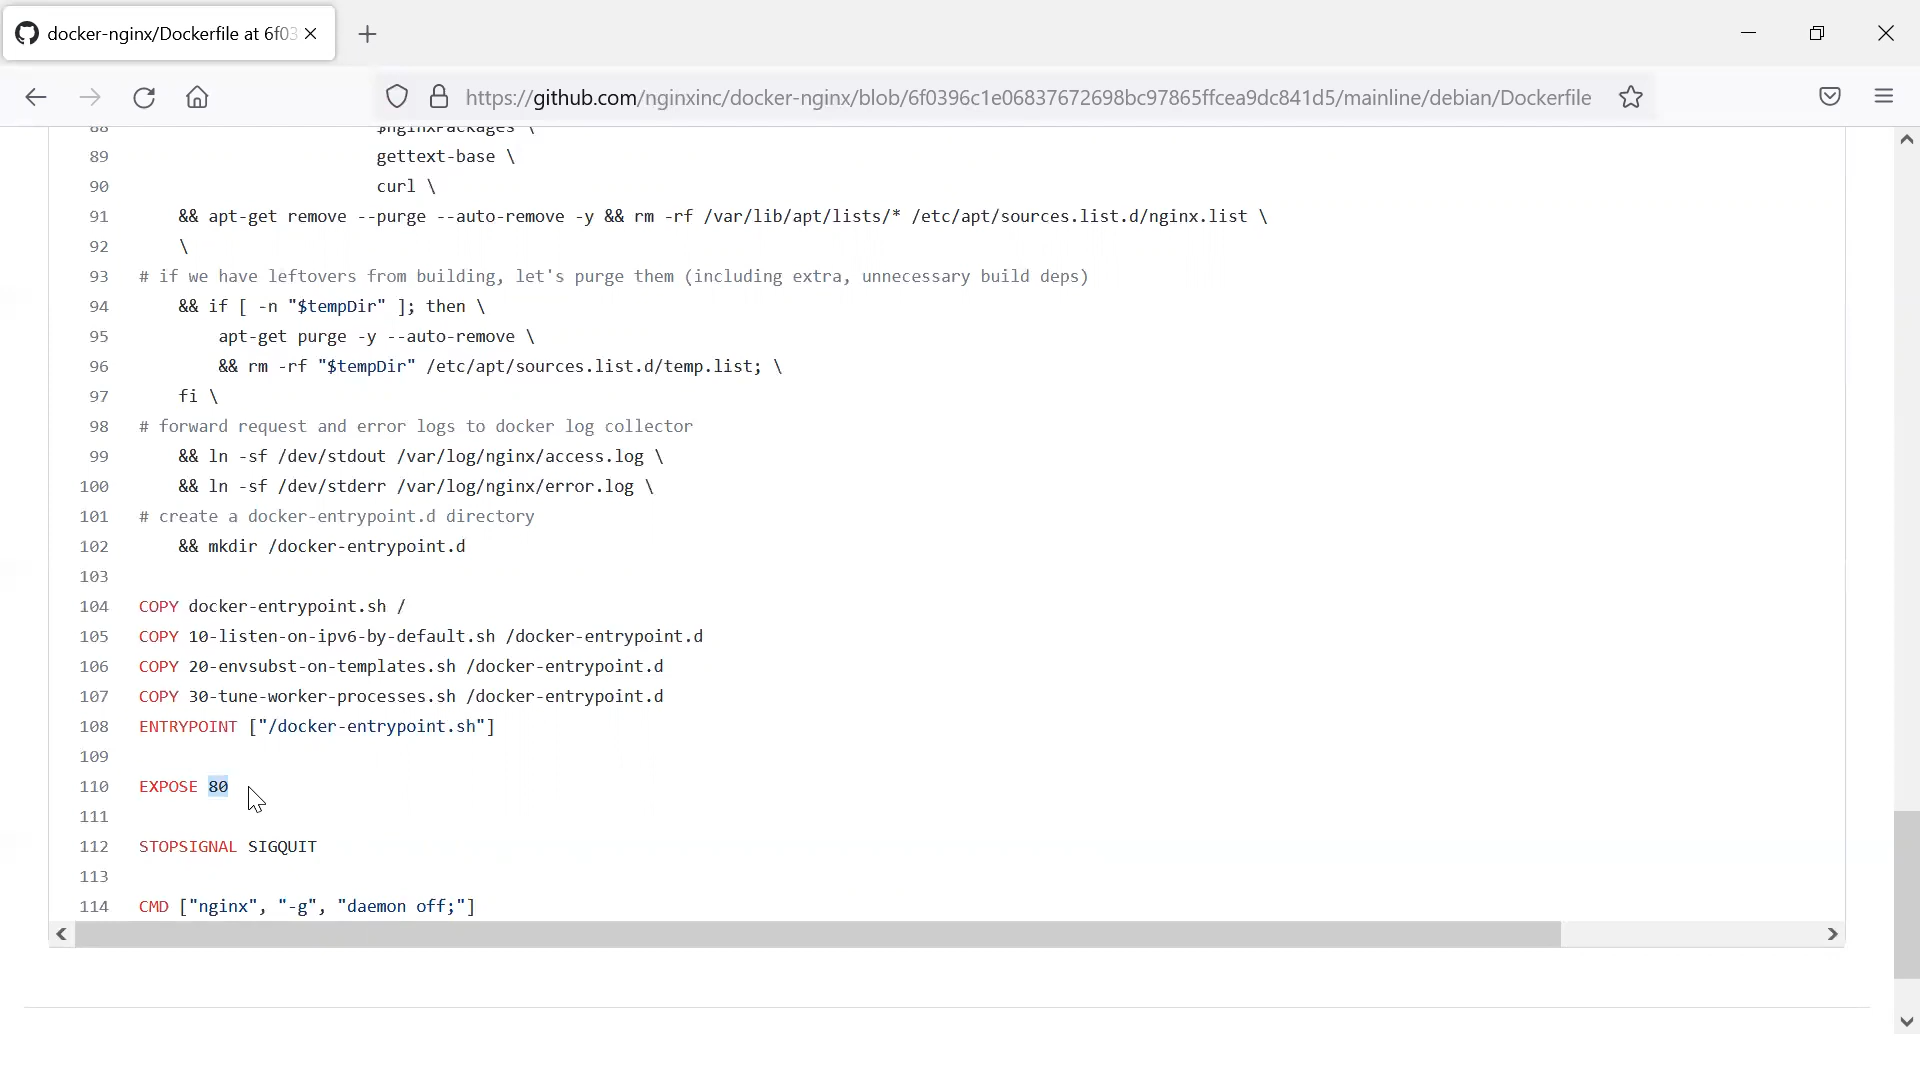 docker-nginx/Dockerfile at 6f03
https://github.com/nginxinc/docker-nginx/blob/6f0396c1e06837672698bc97865ffcea9dc841d5/mainline/debian/Dockerfile
88 $nginxPackages \
89 gettext-base \
90 curl \
91 && apt-get remove --purge --auto-remove -y && rm -rf /var/lib/apt/lists/* /etc/apt/sources.list.d/nginx.list \
92 \
93 # if we have leftovers from building, let's purge them (including extra, unnecessary build deps)
94 && if [ -n "$tempDir" ]; then \
95 apt-get purge -y --auto-remove \
96 && rm -rf "$tempDir" /etc/apt/sources.list.d/temp.list; \
97 fi \
98 # forward request and error logs to docker log collector
99 && ln -sf /dev/stdout /var/log/nginx/access.log \
100 && ln -sf /dev/stderr /var/log/nginx/error.log \
101 # create a docker-entrypoint.d directory
102 && mkdir /docker-entrypoint.d
103
104 COPY docker-entrypoint.sh /
105 COPY 10-listen-on-ipv6-by-default.sh /docker-entrypoint.d
106 COPY 20-envsubst-on-templates.sh /docker-entrypoint.d
107 COPY 30-tune-worker-processes.sh /docker-entrypoint.d
108 ENTRYPOINT ["/docker-entrypoint.sh"]
109
110 EXPOSE 80
111
112 STOPSIGNAL SIGQUIT
113
114 CMD ["nginx", "-g", "daemon off;"]